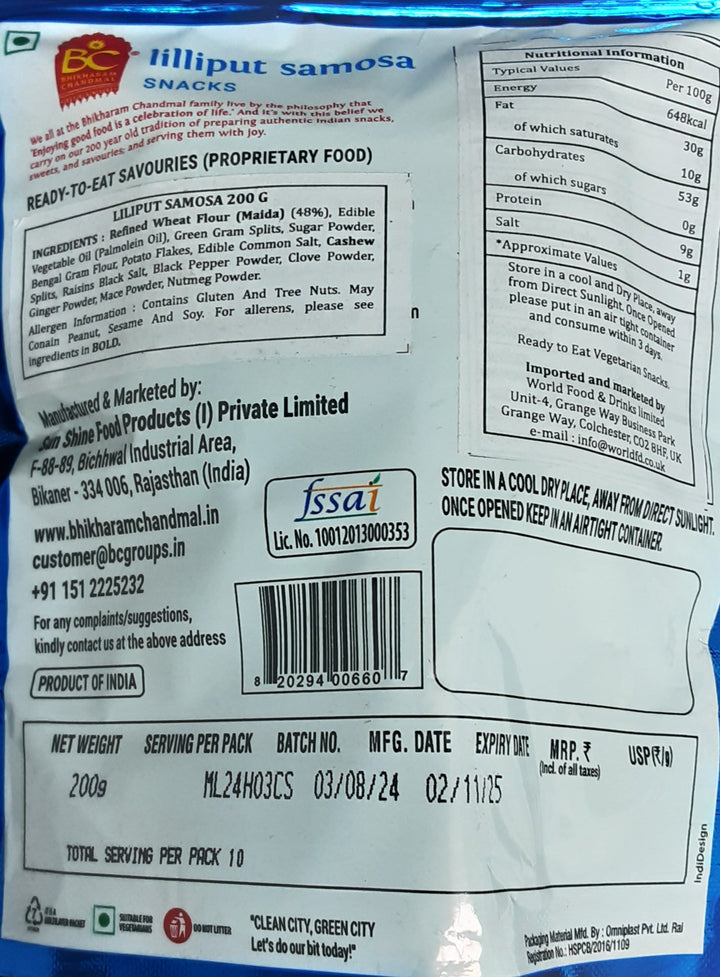 BC
BHIKHARAM
CHANDMAL
lilliput samosa
SNACKS
We all at the Bhikharam Chandmal family live by the philosophy that
'Enjoying good food is a celebration of life.' And it's with this belief we
carry on our 200 year old tradition of preparing authentic Indian snacks,
sweets, and savouries; and serving them with joy.
READY-TO-EAT SAVOURIES (PROPRIETARY FOOD)
LILIPUT SAMOSA 200 G
INGREDIENTS : Refined Wheat Flour (Maida) (48%), Edible
Vegetable Oil (Palmolein Oil), Green Gram Splits, Sugar Powder,
Bengal Gram Flour, Potato Flakes, Edible Common Salt, Cashew
Splits, Raisins Black Salt, Black Pepper Powder, Clove Powder,
Ginger Powder, Mace Powder, Nutmeg Powder.
Allergen Information : Contains Gluten And Tree Nuts. May
Conain Peanut, Sesame And Soy. For allerens, please see
ingredients in BOLD.
n
Nutritional Information
Typical Values Per 100g
Energy 648kcal
Fat 30g
of which saturates 10g
Carbohydrates 53g
of which sugars 0g
Protein 9g
Salt 1g
*Approximate Values
Store in a cool and Dry Place, away
from Direct Sunlight. Once Opened
please put in an air tight container
and consume within 3 days.
Ready to Eat Vegetarian Snacks.
Imported and marketed by
World Food & Drinks limited
Unit-4, Grange Way Business Park
Grange Way, Colchester, CO2 8HF, UK
e-mail : info@worldfd.co.uk
Manufactured & Marketed by:
Sun Shine Food Products (I) Private Limited
F-88-89, Bichhwal Industrial Area,
Bikaner - 334 006, Rajasthan (India)
www.bhikharamchandmal.in
customer@bcgroups.in
+91 151 2225232
For any complaints/suggestions,
kindly contact us at the above address
PRODUCT OF INDIA
fssai
Lic. No. 10012013000353
STORE IN A COOL DRY PLACE, AWAY FROM DIRECT SUNLIGHT.
ONCE OPENED KEEP IN AN AIRTIGHT CONTAINER.
8 20294 00660 7
NET WEIGHT SERVING PER PACK BATCH NO. MFG. DATE EXPIRY DATE MRP. ₹ USP(₹/g)
(Incl. of all taxes)
200g ML24H03CS 03/08/24 02/11/25
TOTAL SERVING PER PACK 10
IndiDesign
SUITABLE FOR
VEGETARIANS
DO NOT LITTER
"CLEAN CITY, GREEN CITY
Let's do our bit today!"
Packaging Material Mfd. By : Omniplast Pvt. Ltd. Rai
Registration No.: HSPCB/2016/1109